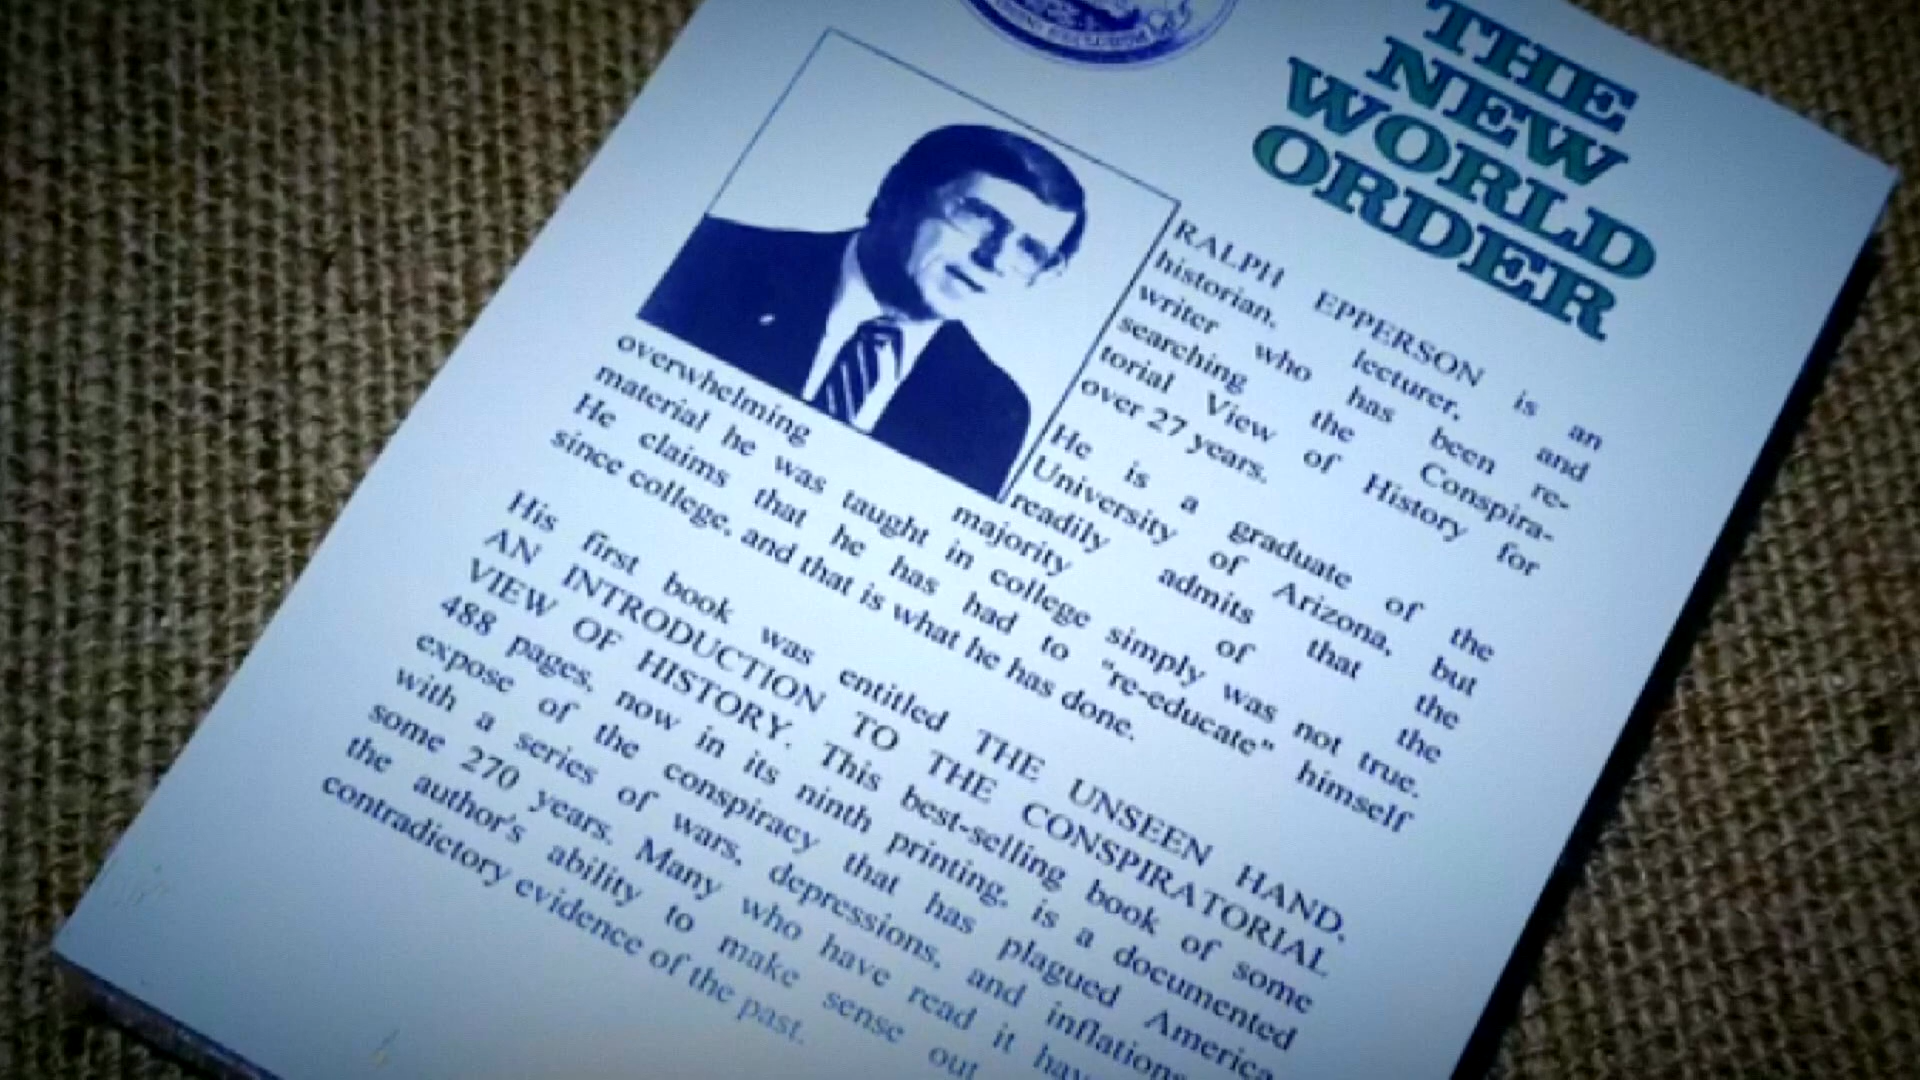 THE
NEW
WORLD
ORDER
RALPH EPPERSON is an
historian, lecturer, and
writer who has been re-
searching the Conspira-
torial View of History for
over 27 years.
He is a graduate of the
University of Arizona, but
readily admits that the
overwhelming majority of the
material he was taught in college simply was not true.
He claims that he has had to "re-educate" himself
since college, and that is what he has done.
His first book was entitled THE UNSEEN HAND,
AN INTRODUCTION TO THE CONSPIRATORIAL
VIEW OF HISTORY. This best-selling book of some
488 pages, now in its ninth printing, is a documented
expose of the conspiracy that has plagued America
with a series of wars, depressions, and inflations
some 270 years. Many who have read it hav
the author's ability to make sense out
contradictory evidence of the past.